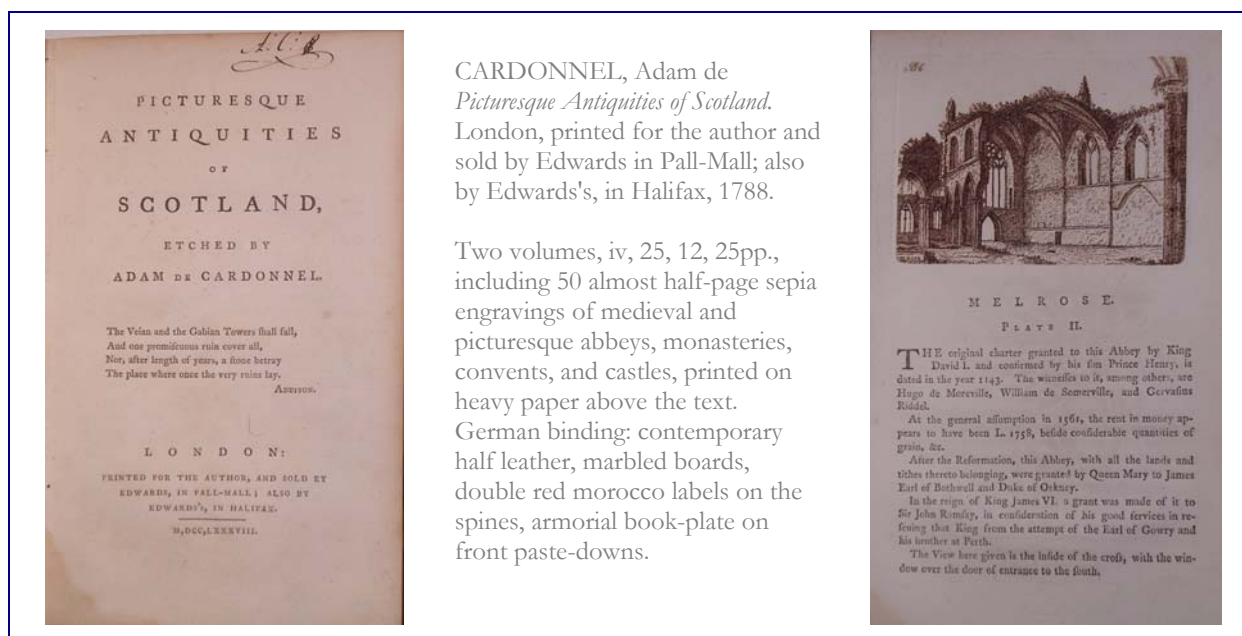 A: C:
PICTURESQUE
ANTIQUITIES
OF
SCOTLAND,
ETCHED BY
ADAM DE CARDONNEL.
The Veian and the Gabian Towers ſhall fall,
And one promiſcuous ruin cover all,
Nor, after length of years, a ſtone betray
The place where once the very ruins lay.
ADDISON.
LONDON:
PRINTED FOR THE AUTHOR, AND SOLD BY
EDWARDS, IN PALL-MALL; ALSO BY
EDWARDS'S, IN HALIFAX.
M,DCC,LXXXVIII.
CARDONNEL, Adam de
Picturesque Antiquities of Scotland.
London, printed for the author and
sold by Edwards in Pall-Mall; also
by Edwards's, in Halifax, 1788.
Two volumes, iv, 25, 12, 25pp.,
including 50 almost half-page sepia
engravings of medieval and
picturesque abbeys, monasteries,
convents, and castles, printed on
heavy paper above the text.
German binding: contemporary
half leather, marbled boards,
double red morocco labels on the
spines, armorial book-plate on
front paste-downs.
MELROSE.
PLATE II.
THE original charter granted to this Abbey by King
David I. and confirmed by his ſon Prince Henry, is
dated in the year 1143. The witneſſes to it, among others, are
Hugo de Moreville, William de Somerville, and Gervaſius
Riddel.
At the general aſſumption in 1561, the rent in money ap-
pears to have been L. 1758, beſide conſiderable quantities of
grain, &c.
After the Reformation, this Abbey, with all the lands and
tithes thereto belonging, were granted by Queen Mary to James
Earl of Bothwell and Duke of Orkney.
In the reign of King James VI. a grant was made of it to
Sir John Ramſay, in conſideration of his good ſervices in re-
ſcuing that King from the attempt of the Earl of Gowry and
his brother at Perth.
The View here given is the inſide of the croſs, with the win-
dow over the door of entrance to the ſouth.